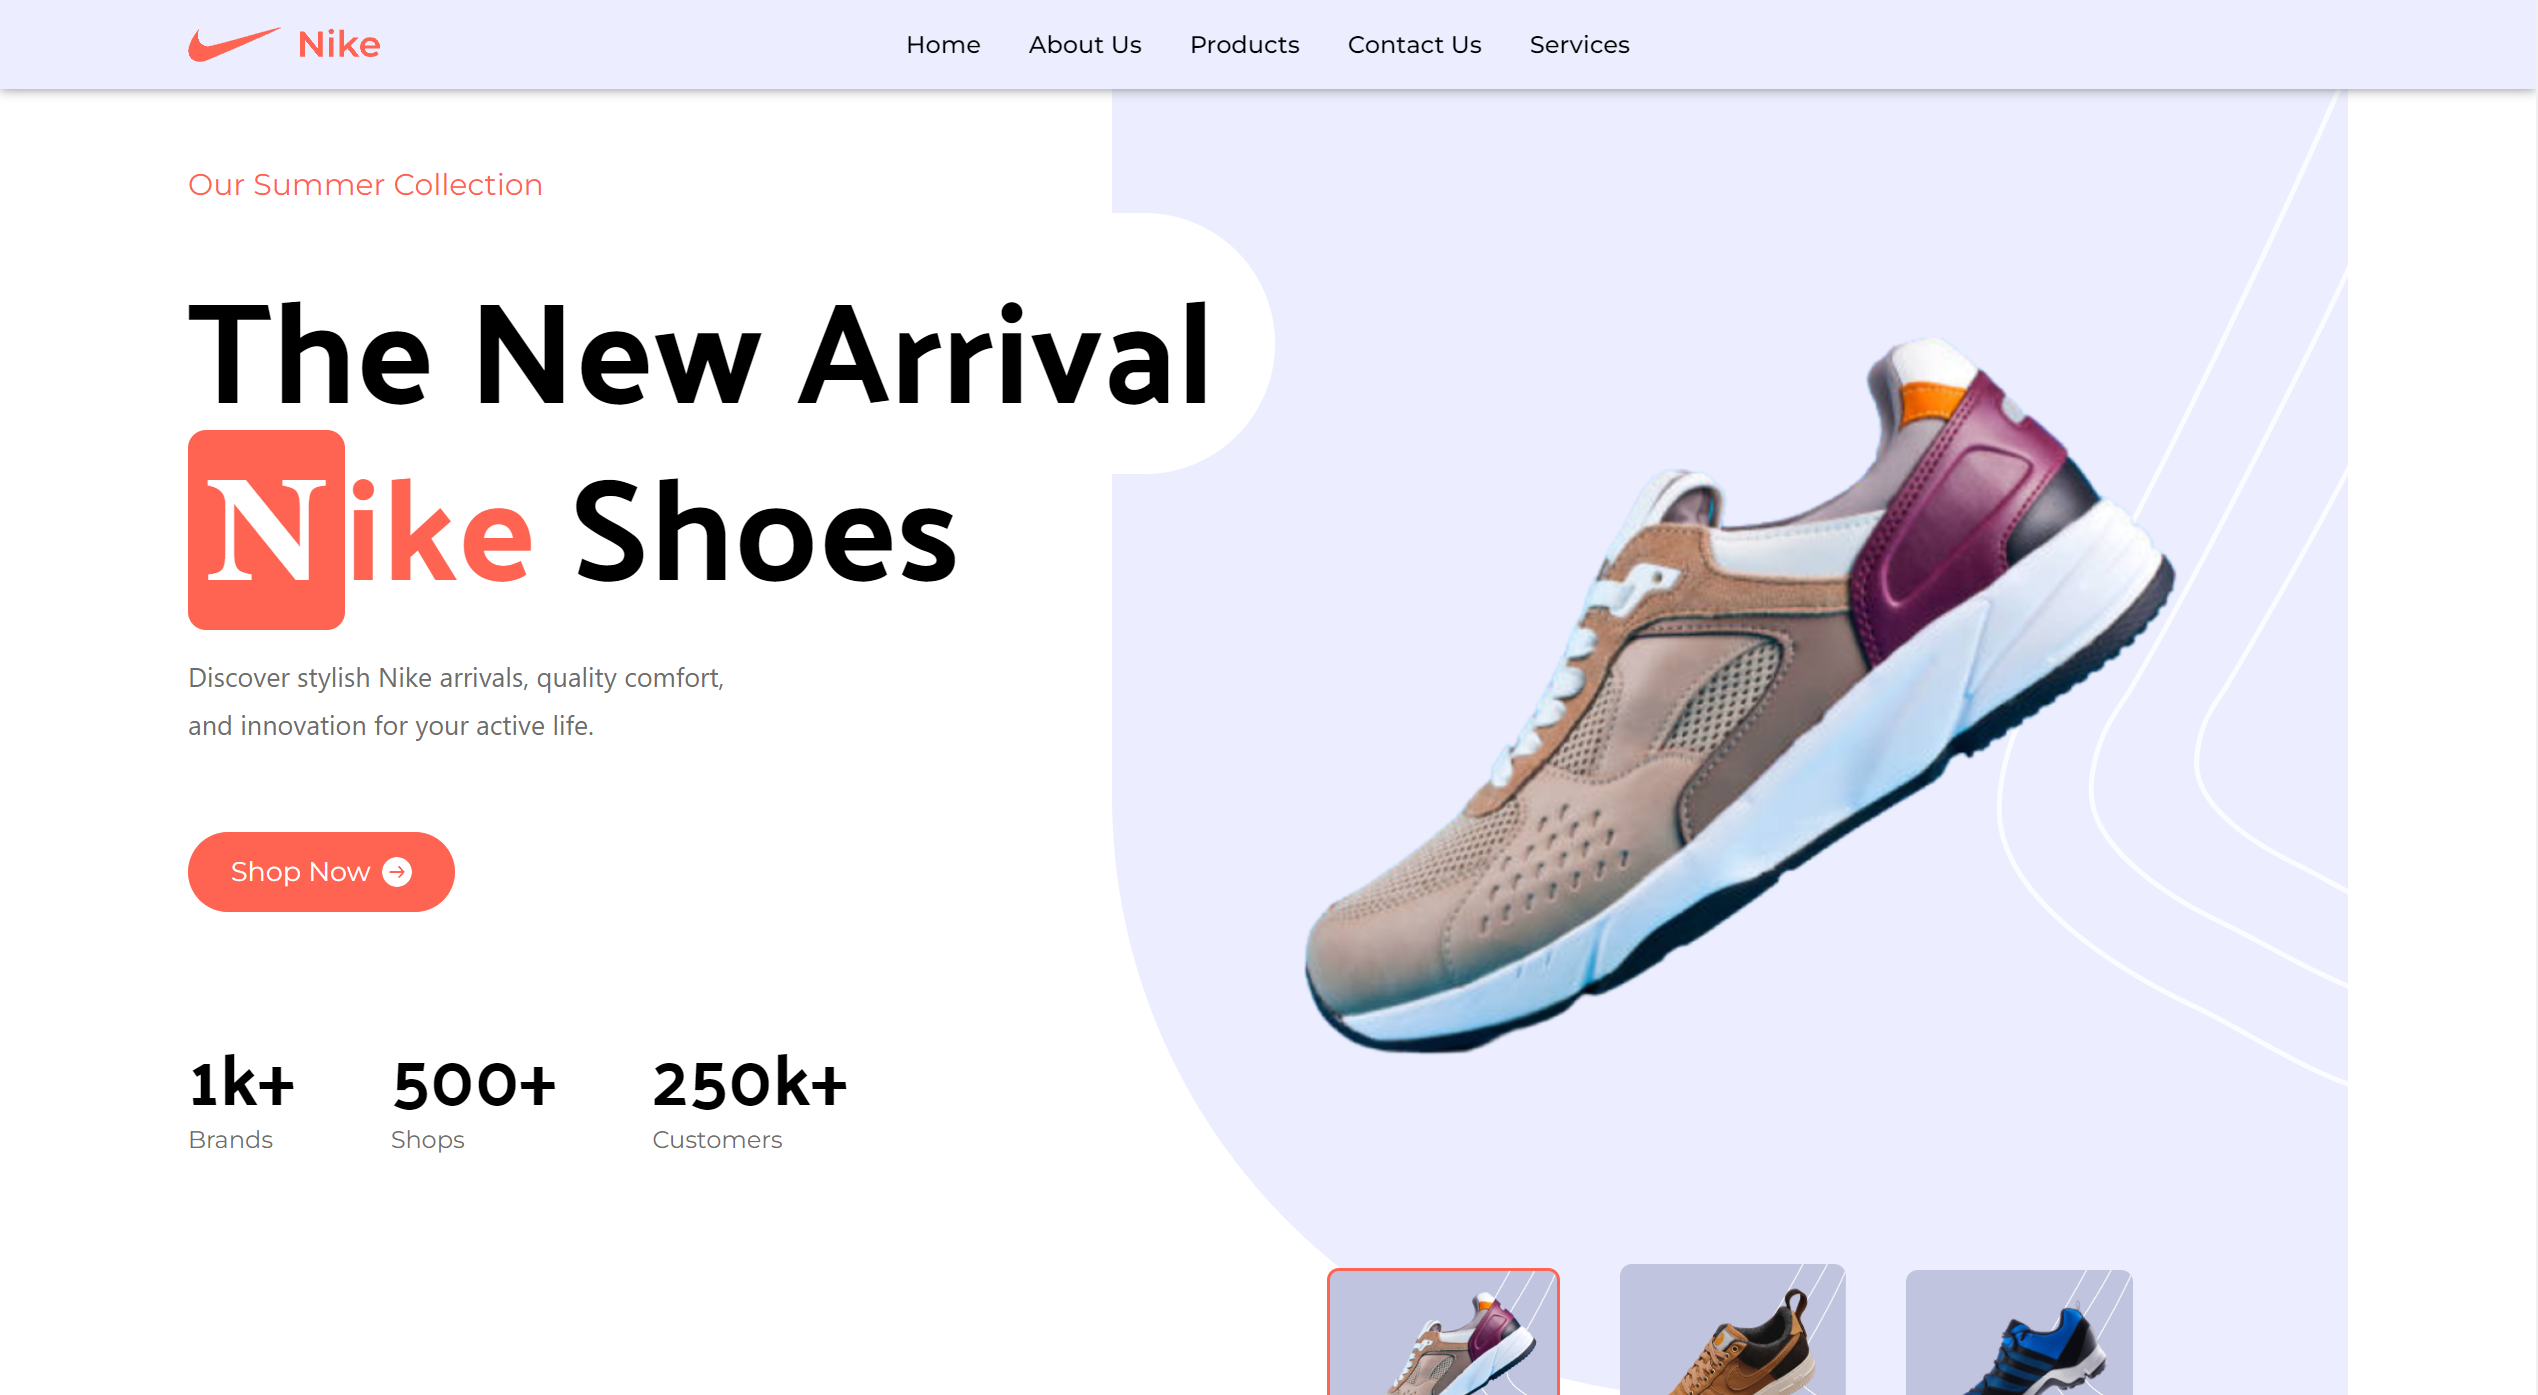 Nike
Home About Us Products Contact Us Services
Our Summer Collection
The New Arrival
Nike Shoes
Discover stylish Nike arrivals, quality comfort,
and innovation for your active life.
Shop Now
1k+ 500+ 250k+
Brands Shops Customers